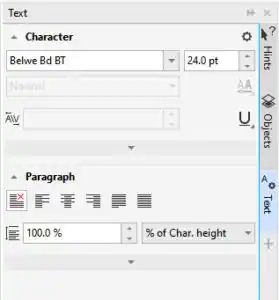 Text
Character
Belwe Bd BT
24.0 pt
Normal
Paragraph
100.0 %
% of Char. height
Hints
Objects
Text